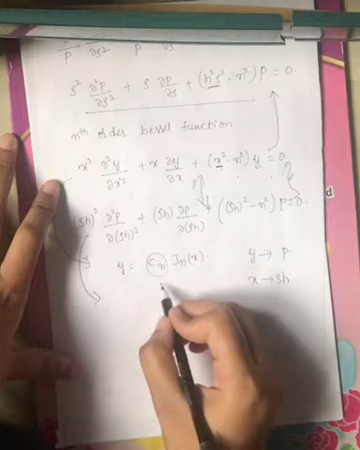 s² ∂²p/∂s² + s ∂p/∂s + (h²s² - n²) p = 0.
nth order bessel function
x² ∂²y/∂x² + x ∂y/∂x + (x² - n²) y = 0
(sh)² ∂²p/∂(sh)² + (sh) ∂p/∂(sh) + ((sh)² - n²) p = 0.
y = Cn Jn(x).
y → p
x → sh